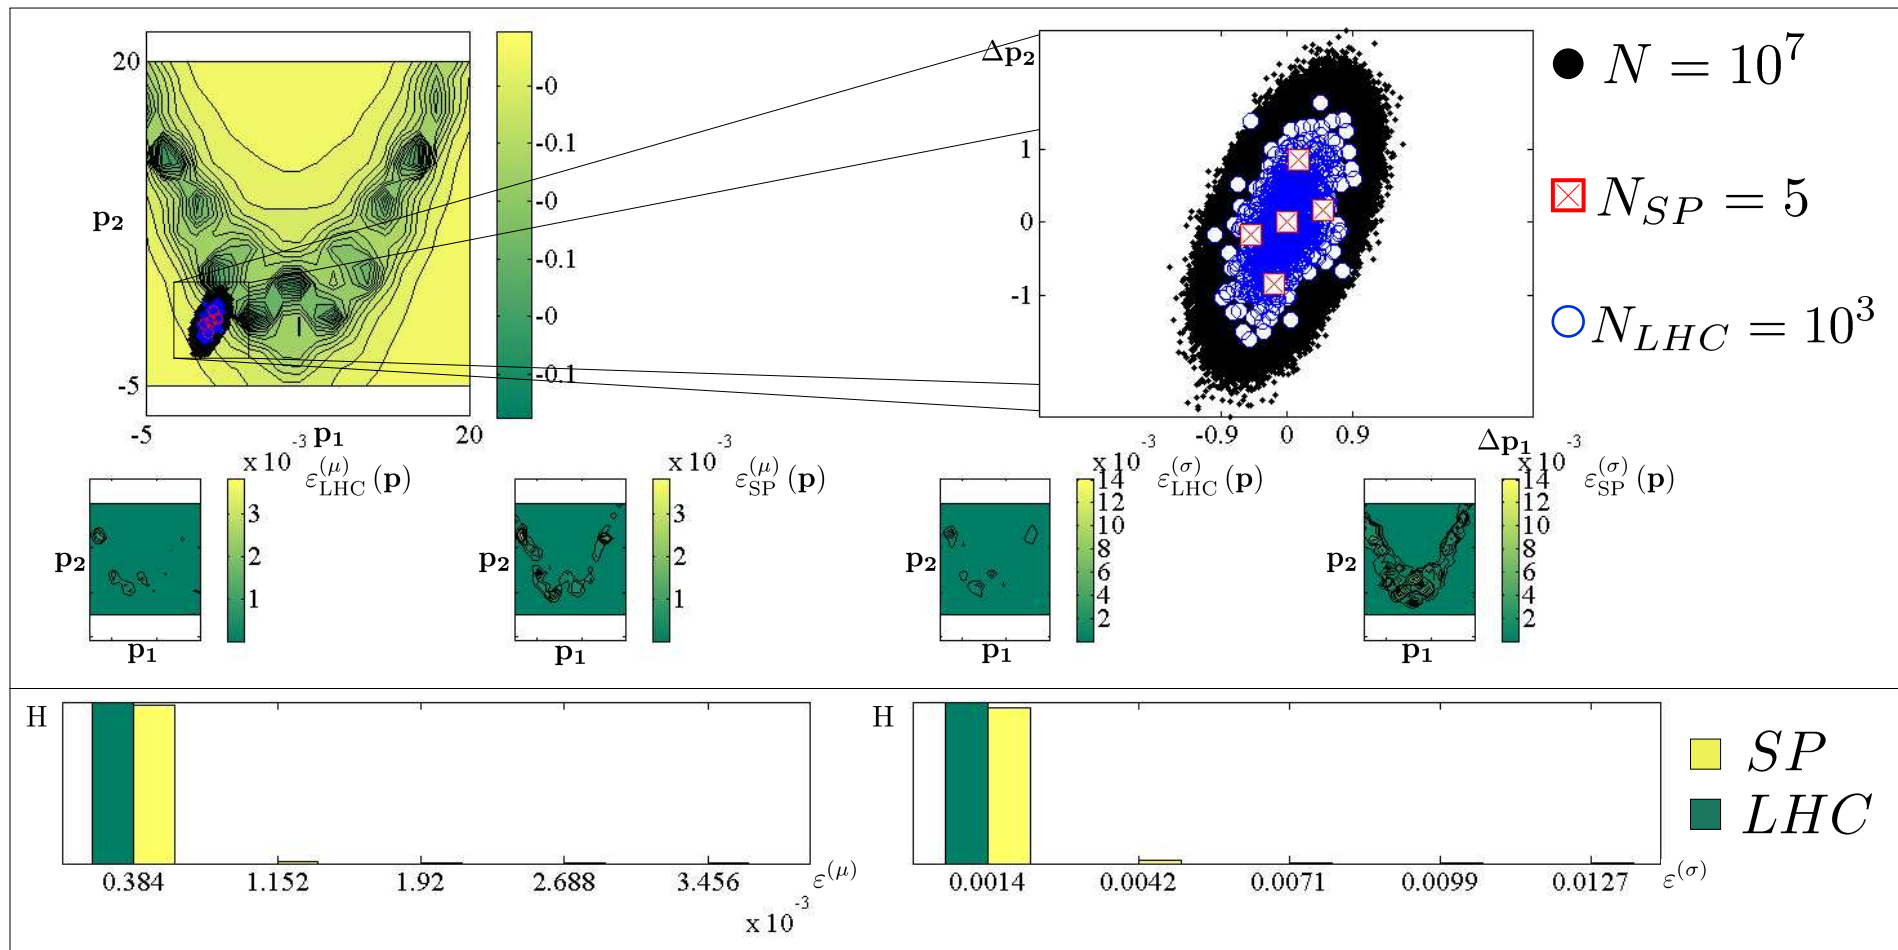 20
p₂
-5
-5
p₁
20
-0
-0.1
-0
-0.1
-0
-0.1
Δp₂
1
0
-1
-0.9
0
0.9
Δp₁
N = 10⁷
N_SP = 5
N_LHC = 10³
x 10⁻³
ε_LHC^(μ) (p)
3
2
1
p₂
p₁
x 10⁻³
ε_SP^(μ) (p)
3
2
1
p₂
p₁
x 10⁻³
ε_LHC^(σ) (p)
14
12
10
8
6
4
2
p₂
p₁
x 10⁻³
ε_SP^(σ) (p)
14
12
10
8
6
4
2
p₂
p₁
H
0.384 1.152 1.92 2.688 3.456 ε^(μ)
x 10⁻³
H
0.0014 0.0042 0.0071 0.0099 0.0127 ε^(σ)
SP
LHC